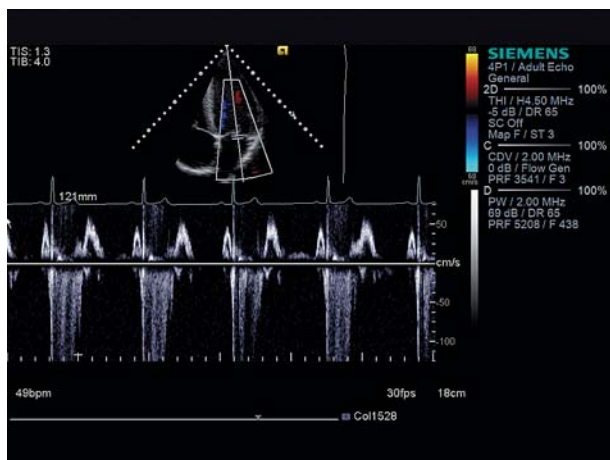 TIS: 1.3
TIB: 4.0
60
60
cm/s
SIEMENS
4P1 / Adult Echo
General
2D 100%
THI / H4.50 MHz
-5 dB / DR 65
SC Off
Map F / ST 3
C 100%
CDV / 2.00 MHz
0 dB / Flow Gen
PRF 3541 / F 3
D 100%
PW / 2.00 MHz
69 dB / DR 65
PRF 5208 / F 438
121mm
50
cm/s
-50
-100
49bpm 30fps 18cm
Col1528